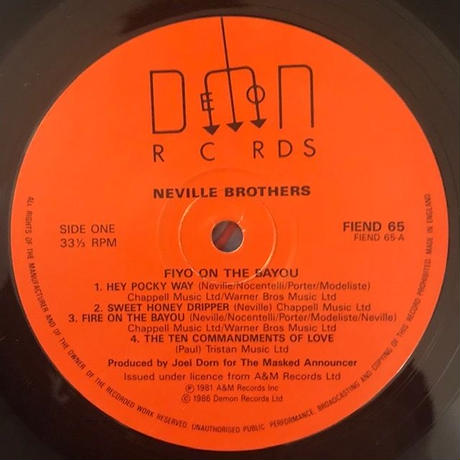 DEMON
RECORDS
NEVILLE BROTHERS
SIDE ONE
33⅓ RPM
FIEND 65
FIEND 65-A
FIYO ON THE BAYOU
1. HEY POCKY WAY (Neville/Nocentelli/Porter/Modeliste)
Chappell Music Ltd/Warner Bros Music Ltd
2. SWEET HONEY DRIPPER (Neville) Chappell Music Ltd
3. FIRE ON THE BAYOU (Neville/Nocentelli/Porter/Modeliste/Neville)
Chappell Music Ltd/Warner Bros Music Ltd
4. THE TEN COMMANDMENTS OF LOVE
(Paul) Tristan Music Ltd
Produced by Joel Dorn for The Masked Announcer
Issued under licence from A&M Records Ltd
℗ 1981 A&M Records Inc
© 1986 Demon Records Ltd
ALL RIGHTS OF THE MANUFACTURER AND OF THE OWNER OF THE RECORDED WORK RESERVED. UNAUTHORISED PUBLIC PERFORMANCE, BROADCASTING AND COPYING OF THIS RECORD PROHIBITED. MADE IN ENGLAND.